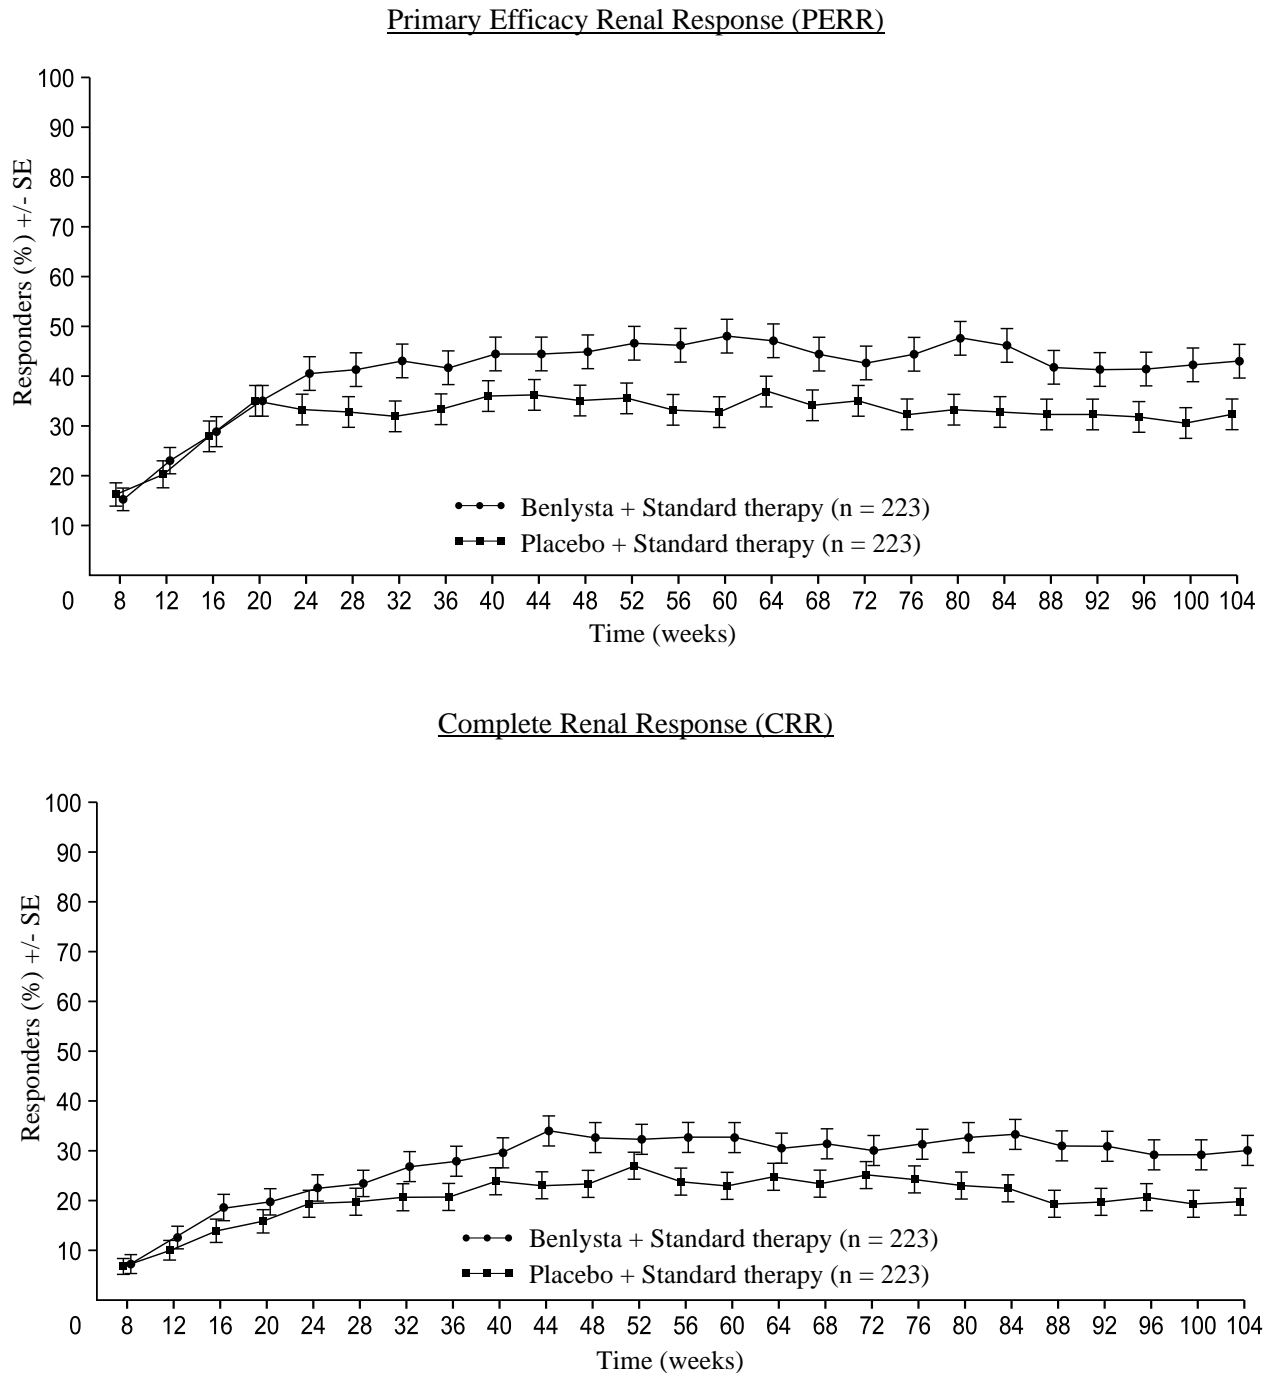 Primary Efficacy Renal Response (PERR)
100
90
80
70
60
50
40
30
20
10
0
Responders (%) +/- SE
Benlysta + Standard therapy (n = 223)
Placebo + Standard therapy (n = 223)
8 12 16 20 24 28 32 36 40 44 48 52 56 60 64 68 72 76 80 84 88 92 96 100 104
Time (weeks)
Complete Renal Response (CRR)
100
90
80
70
60
50
40
30
20
10
0
Responders (%) +/- SE
Benlysta + Standard therapy (n = 223)
Placebo + Standard therapy (n = 223)
8 12 16 20 24 28 32 36 40 44 48 52 56 60 64 68 72 76 80 84 88 92 96 100 104
Time (weeks)